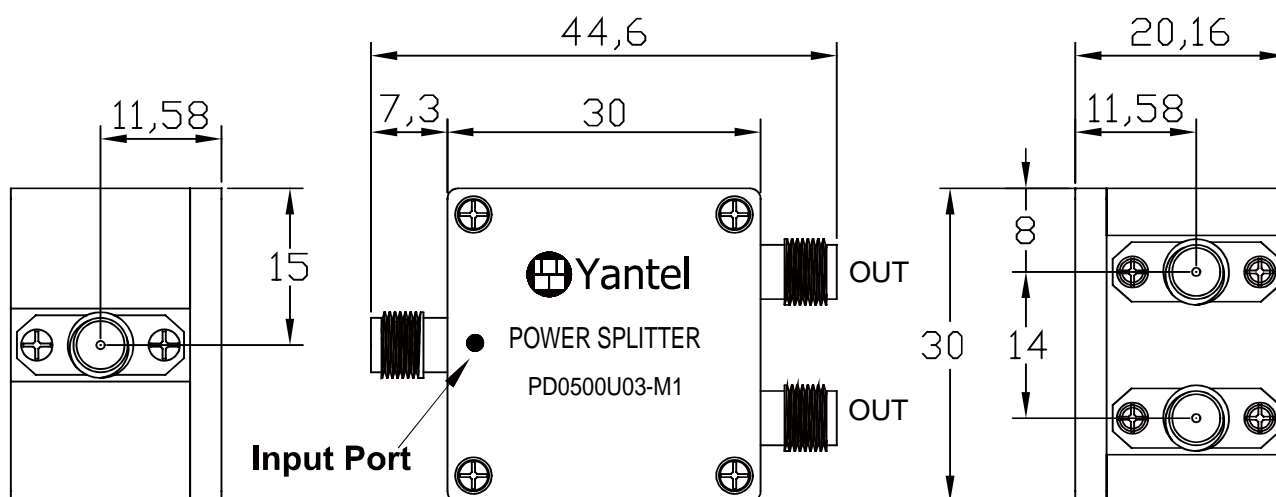 44,6
20,16
11,58
7,3
30
11,58
15
8
Yantel
OUT
POWER SPLITTER
30
14
PD0500U03-M1
OUT
Input Port